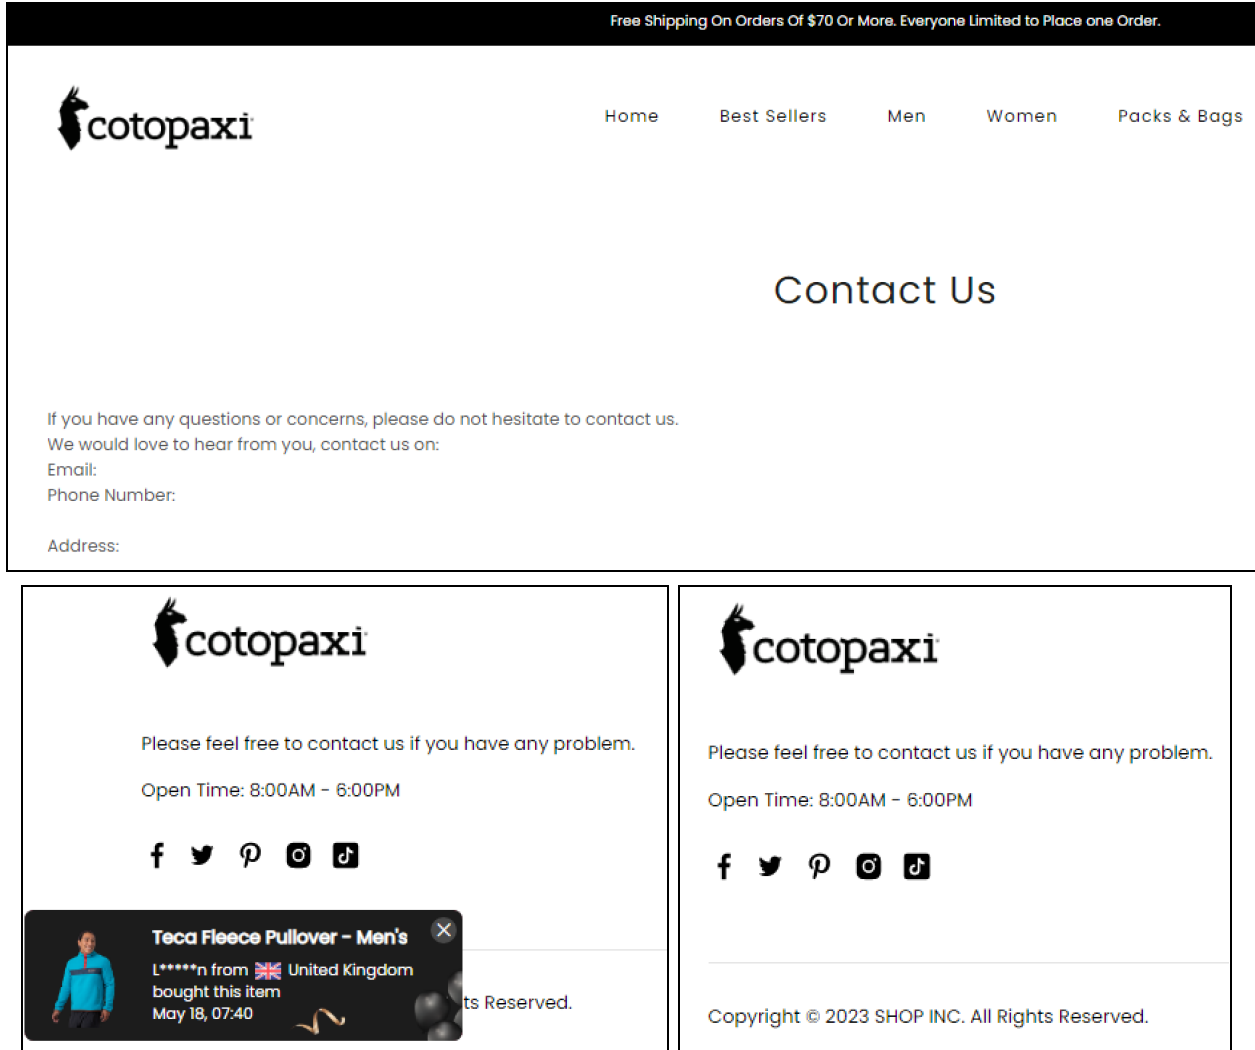 Free Shipping On Orders Of $70 Or More. Everyone Limited to Place one Order.
cotopaxi
Home Best Sellers Men Women Packs & Bags
Contact Us
If you have any questions or concerns, please do not hesitate to contact us.
We would love to hear from you, contact us on:
Email:
Phone Number:
Address:
cotopaxi
Please feel free to contact us if you have any problem.
Open Time: 8:00AM - 6:00PM
Teca Fleece Pullover - Men's
L*****n from United Kingdom
bought this item
May 18, 07:40
ts Reserved.
cotopaxi
Please feel free to contact us if you have any problem.
Open Time: 8:00AM - 6:00PM
Copyright © 2023 SHOP INC. All Rights Reserved.